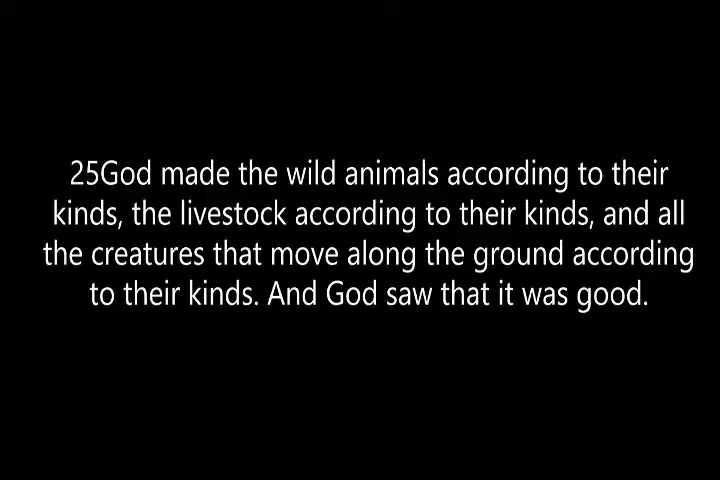 25God made the wild animals according to their
kinds, the livestock according to their kinds, and all
the creatures that move along the ground according
to their kinds. And God saw that it was good.